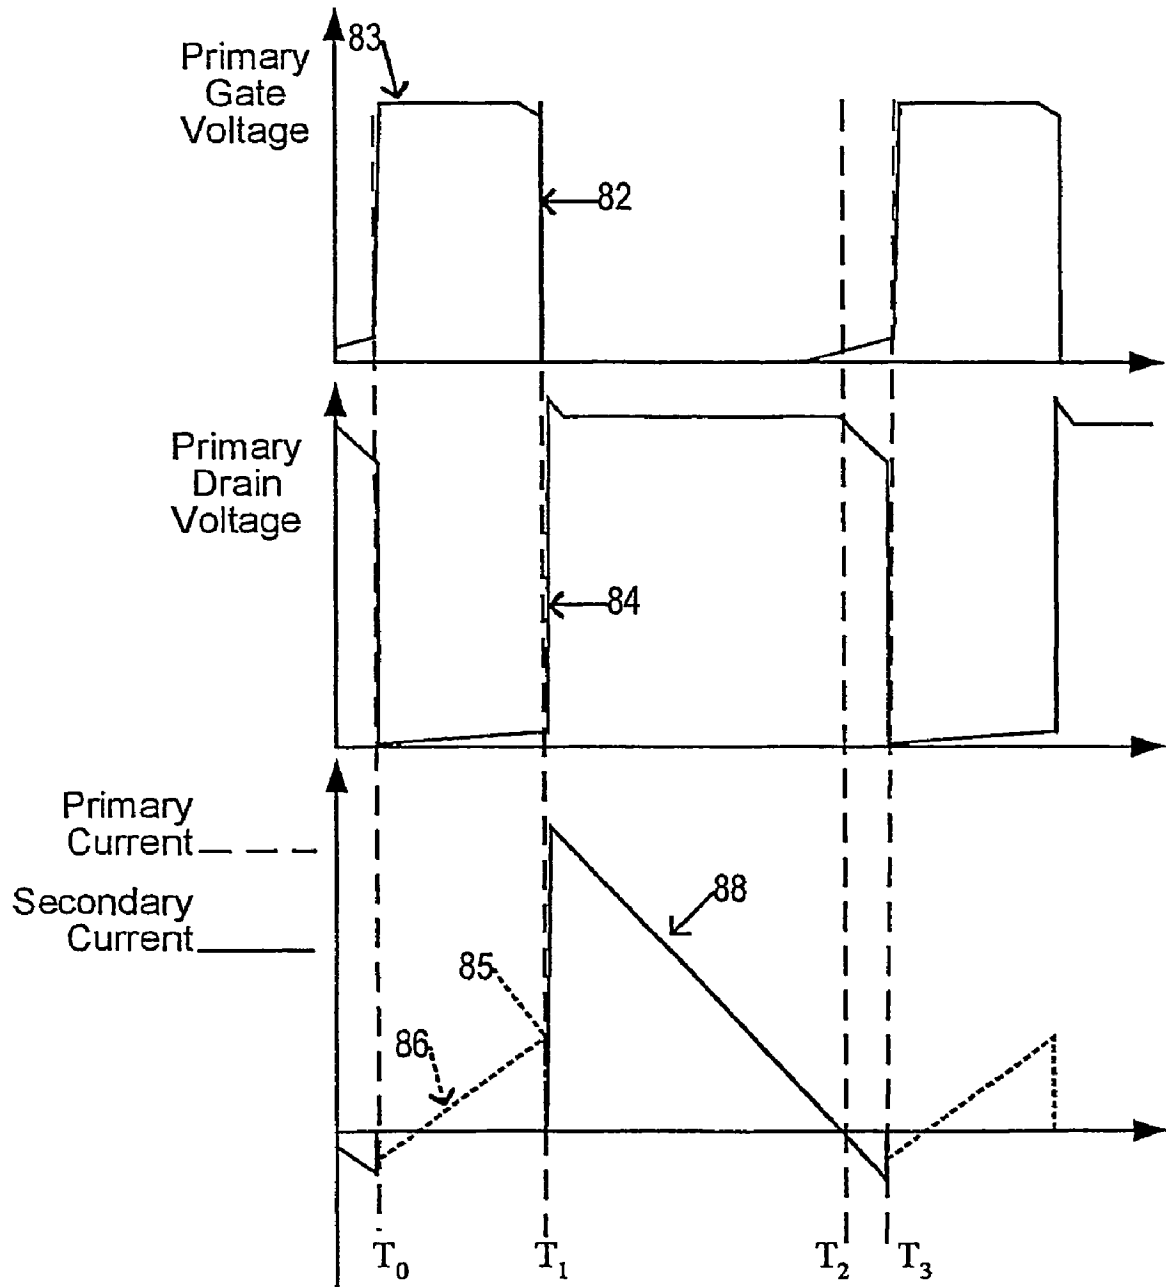 83
Primary
Gate
Voltage
82
Primary
Drain
Voltage
84
Primary
Current
Secondary
Current
88
85
86
T0 T1 T2 T3